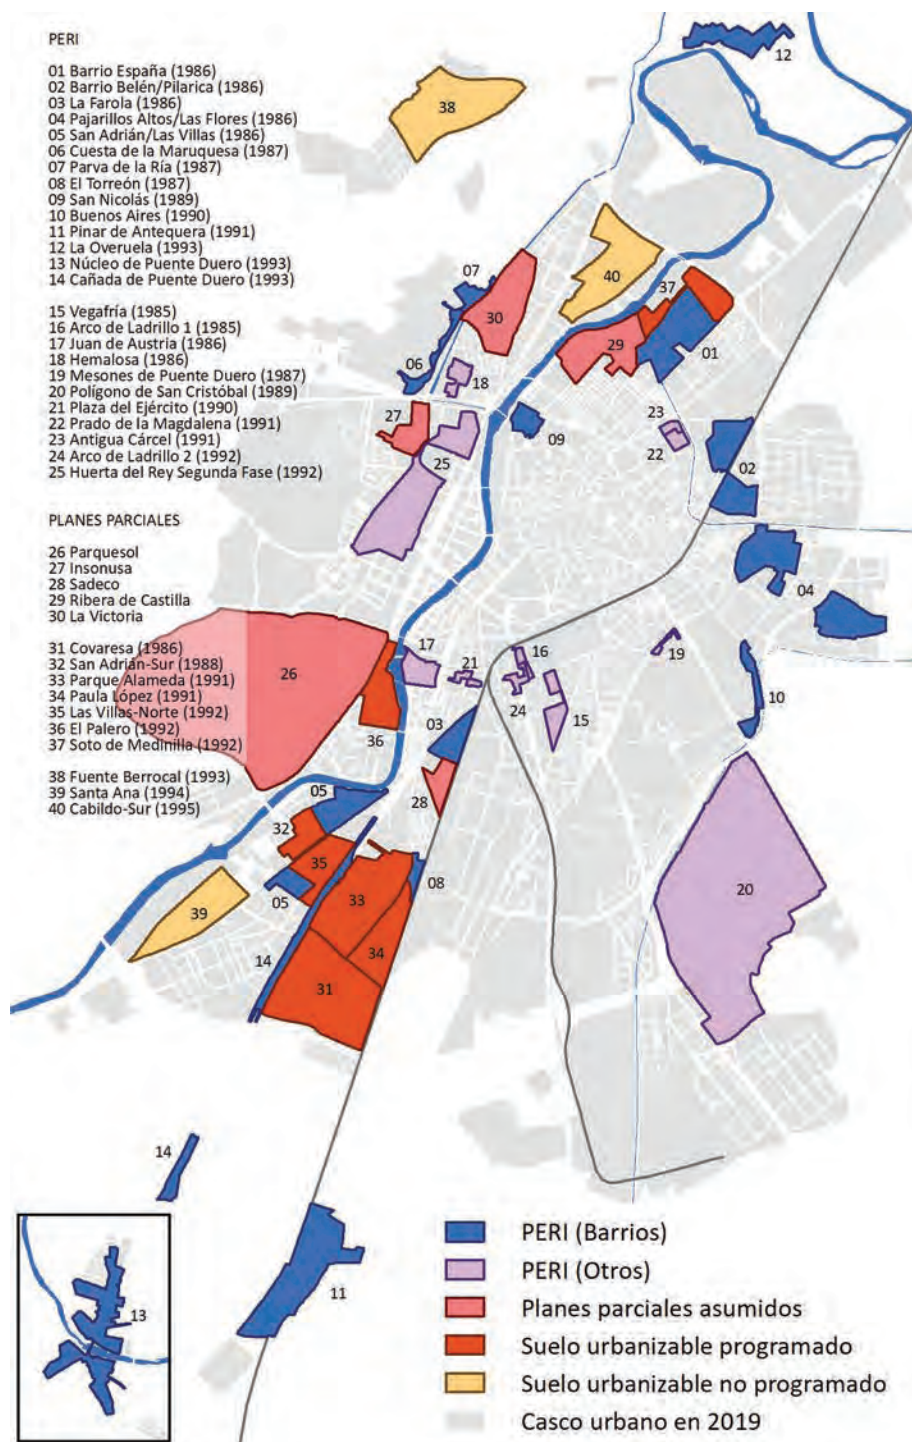 PERI
01 Barrio España (1986)
02 Barrio Belén/Pilarica (1986)
03 La Farola (1986)
04 Pajarillos Altos/Las Flores (1986)
05 San Adrián/Las Villas (1986)
06 Cuesta de la Maruquesa (1987)
07 Parva de la Ría (1987)
08 El Torreón (1987)
09 San Nicolás (1989)
10 Buenos Aires (1990)
11 Pinar de Antequera (1991)
12 La Overuela (1993)
13 Núcleo de Puente Duero (1993)
14 Cañada de Puente Duero (1993)
15 Vegafría (1985)
16 Arco de Ladrillo 1 (1985)
17 Juan de Austria (1986)
18 Hemalosa (1986)
19 Mesones de Puente Duero (1987)
20 Polígono de San Cristóbal (1989)
21 Plaza del Ejército (1990)
22 Prado de la Magdalena (1991)
23 Antigua Cárcel (1991)
24 Arco de Ladrillo 2 (1992)
25 Huerta del Rey Segunda Fase (1992)
PLANES PARCIALES
26 Parquesol
27 Insonusa
28 Sadeco
29 Ribera de Castilla
30 La Victoria
31 Covaresa (1986)
32 San Adrián-Sur (1988)
33 Parque Alameda (1991)
34 Paula López (1991)
35 Las Villas-Norte (1992)
36 El Palero (1992)
37 Soto de Medinilla (1992)
38 Fuente Berrocal (1993)
39 Santa Ana (1994)
40 Cabildo-Sur (1995)
12
38
07
40
37
30
29
01
06
18
27
23
09
22
25
02
04
17
16
19
21
26
10
24
15
03
36
05
28
32
35
08
20
05
33
39
34
14
31
14
11
13
PERI (Barrios)
PERI (Otros)
Planes parciales asumidos
Suelo urbanizable programado
Suelo urbanizable no programado
Casco urbano en 2019